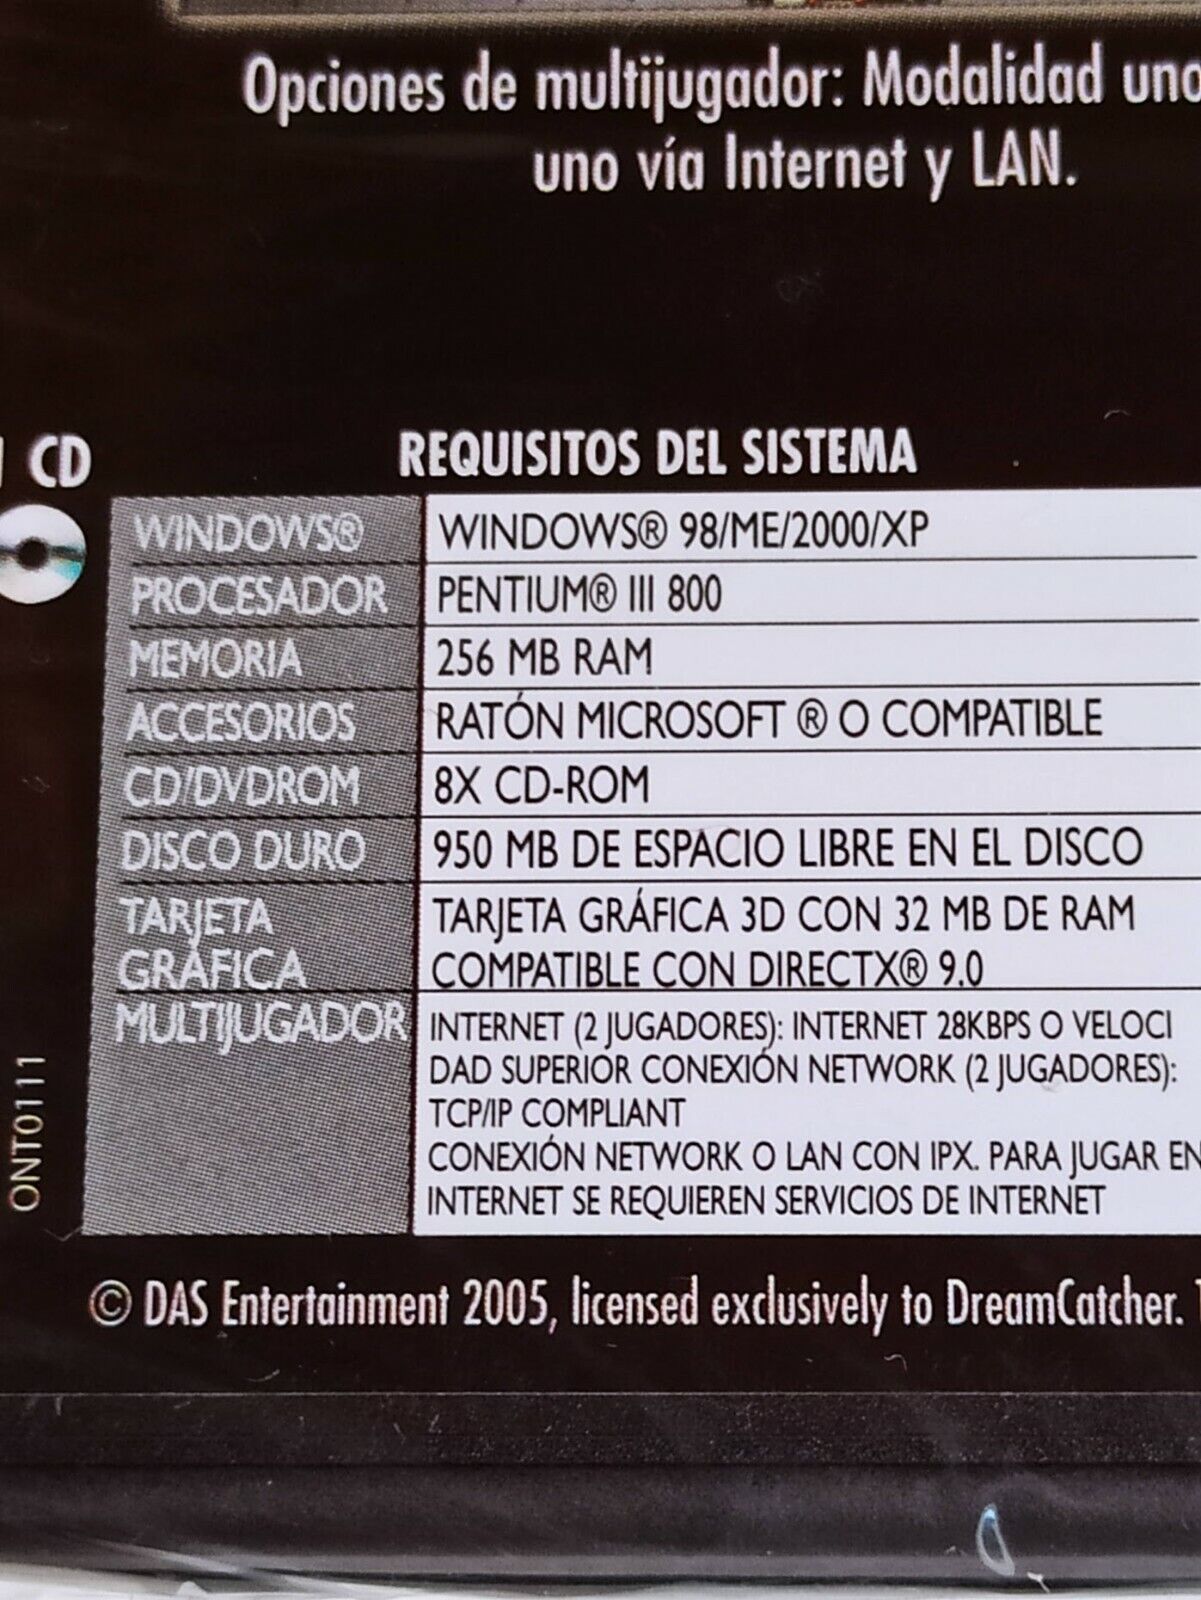 Opciones de multijugador: Modalidad uno
uno vía Internet y LAN.
CD
REQUISITOS DEL SISTEMA
WINDOWS® WINDOWS® 98/ME/2000/XP
PROCESADOR PENTIUM® III 800
MEMORIA 256 MB RAM
ACCESORIOS RATÓN MICROSOFT ® O COMPATIBLE
CD/DVDROM 8X CD-ROM
DISCO DURO 950 MB DE ESPACIO LIBRE EN EL DISCO
TARJETA TARJETA GRÁFICA 3D CON 32 MB DE RAM
GRÁFICA COMPATIBLE CON DIRECTX® 9.0
MULTIJUGADOR INTERNET (2 JUGADORES): INTERNET 28KBPS O VELOCI
DAD SUPERIOR CONEXIÓN NETWORK (2 JUGADORES):
TCP/IP COMPLIANT
CONEXIÓN NETWORK O LAN CON IPX. PARA JUGAR EN
INTERNET SE REQUIEREN SERVICIOS DE INTERNET
ONT0111
© DAS Entertainment 2005, licensed exclusively to DreamCatcher.